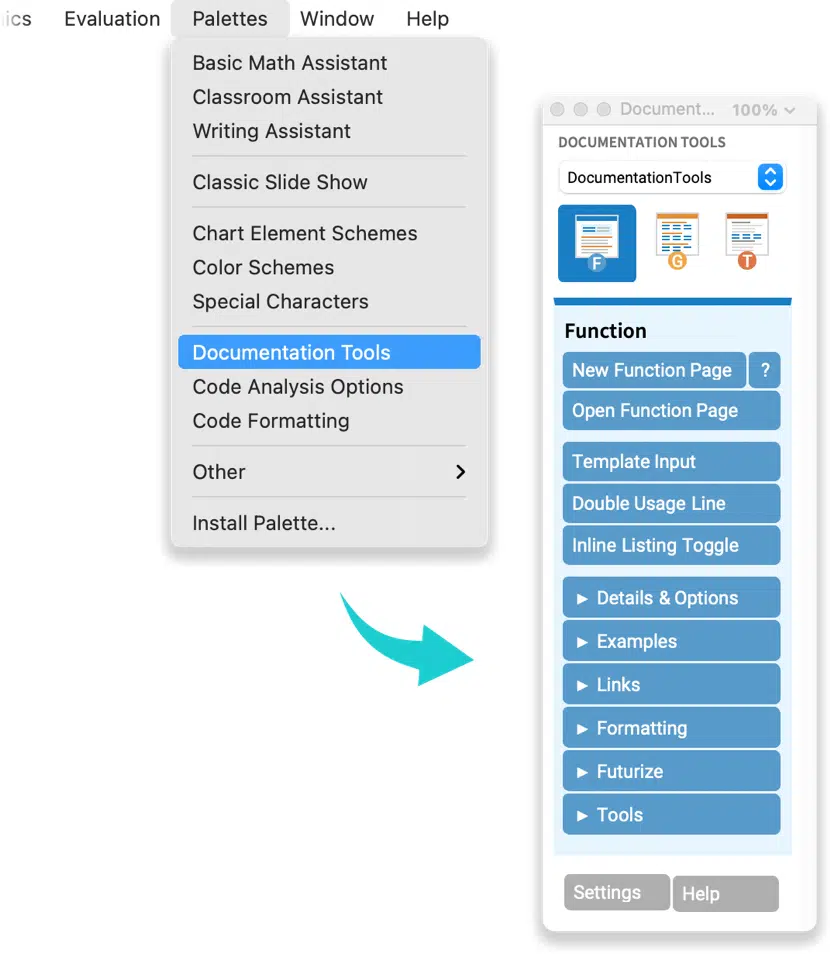 ics Evaluation Palettes Window Help
Basic Math Assistant
Classroom Assistant
Writing Assistant
Classic Slide Show
Chart Element Schemes
Color Schemes
Special Characters
Documentation Tools
Code Analysis Options
Code Formatting
Other
Install Palette...
Document... 100%
DOCUMENTATION TOOLS
DocumentationTools
F G T
Function
New Function Page ?
Open Function Page
Template Input
Double Usage Line
Inline Listing Toggle
Details & Options
Examples
Links
Formatting
Futurize
Tools
Settings Help